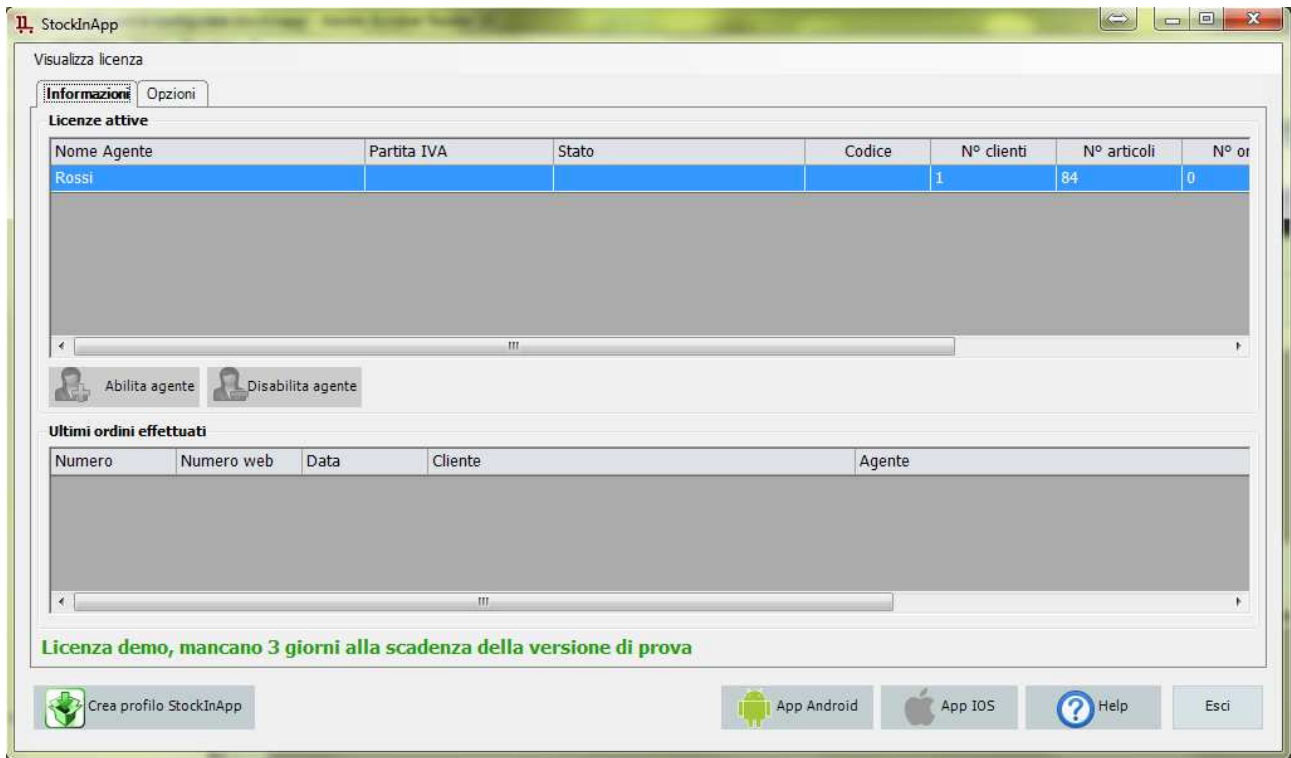 StockInApp
Visualizza licenza
Informazioni Opzioni
Licenze attive
Nome Agente Partita IVA Stato Codice N° clienti N° articoli N° or
Rossi 1 84 0
Abilita agente Disabilita agente
Ultimi ordini effettuati
Numero Numero web Data Cliente Agente
Licenza demo, mancano 3 giorni alla scadenza della versione di prova
Crea profilo StockInApp App Android App IOS Help Esci